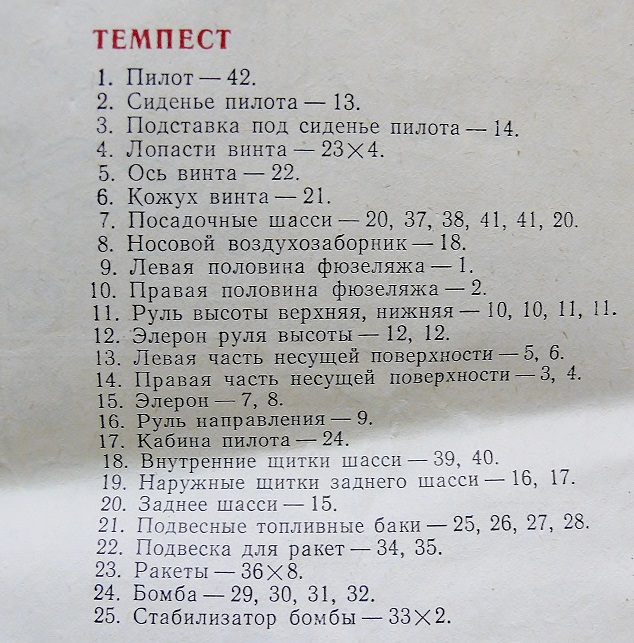 ТЕМПЕСТ
1. Пилот — 42.
2. Сиденье пилота — 13.
3. Подставка под сиденье пилота — 14.
4. Лопасти винта — 23×4.
5. Ось винта — 22.
6. Кожух винта — 21.
7. Посадочные шасси — 20, 37, 38, 41, 41, 20.
8. Носовой воздухозаборник — 18.
9. Левая половина фюзеляжа — 1.
10. Правая половина фюзеляжа — 2.
11. Руль высоты верхняя, нижняя — 10, 10, 11, 11.
12. Элерон руля высоты — 12, 12.
13. Левая часть несущей поверхности — 5, 6.
14. Правая часть несущей поверхности — 3, 4.
15. Элерон — 7, 8.
16. Руль направления — 9.
17. Кабина пилота — 24.
18. Внутренние щитки шасси — 39, 40.
19. Наружные щитки заднего шасси — 16, 17.
20. Заднее шасси — 15.
21. Подвесные топливные баки — 25, 26, 27, 28.
22. Подвеска для ракет — 34, 35.
23. Ракеты — 36×8.
24. Бомба — 29, 30, 31, 32.
25. Стабилизатор бомбы — 33×2.